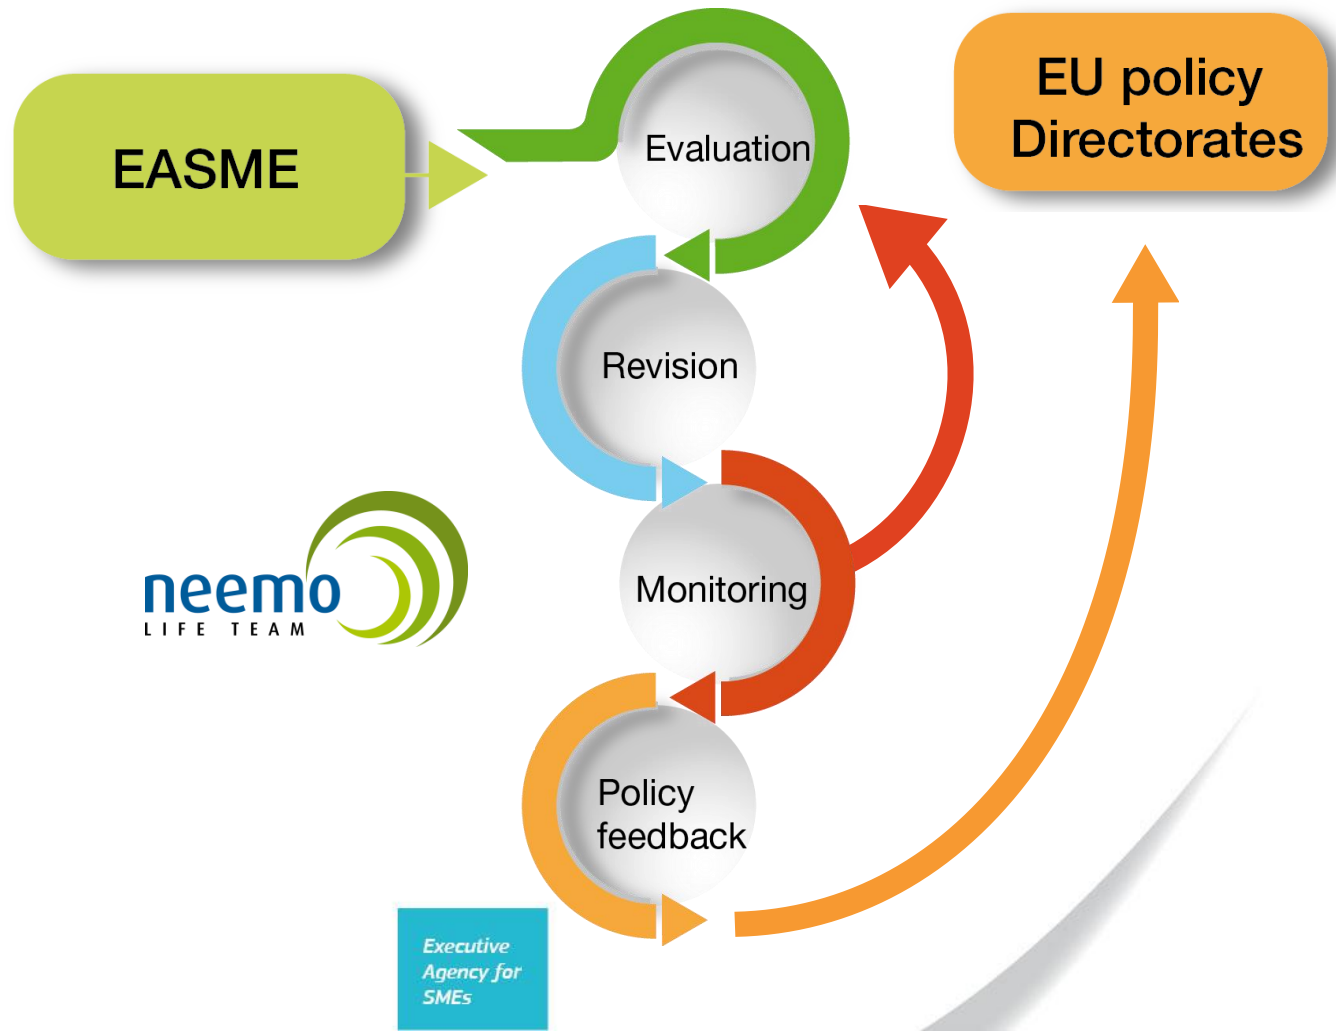 EASME
EU policy
Directorates
Evaluation
Revision
Monitoring
neemo
LIFE TEAM
Policy
feedback
Executive
Agency for
SMEs